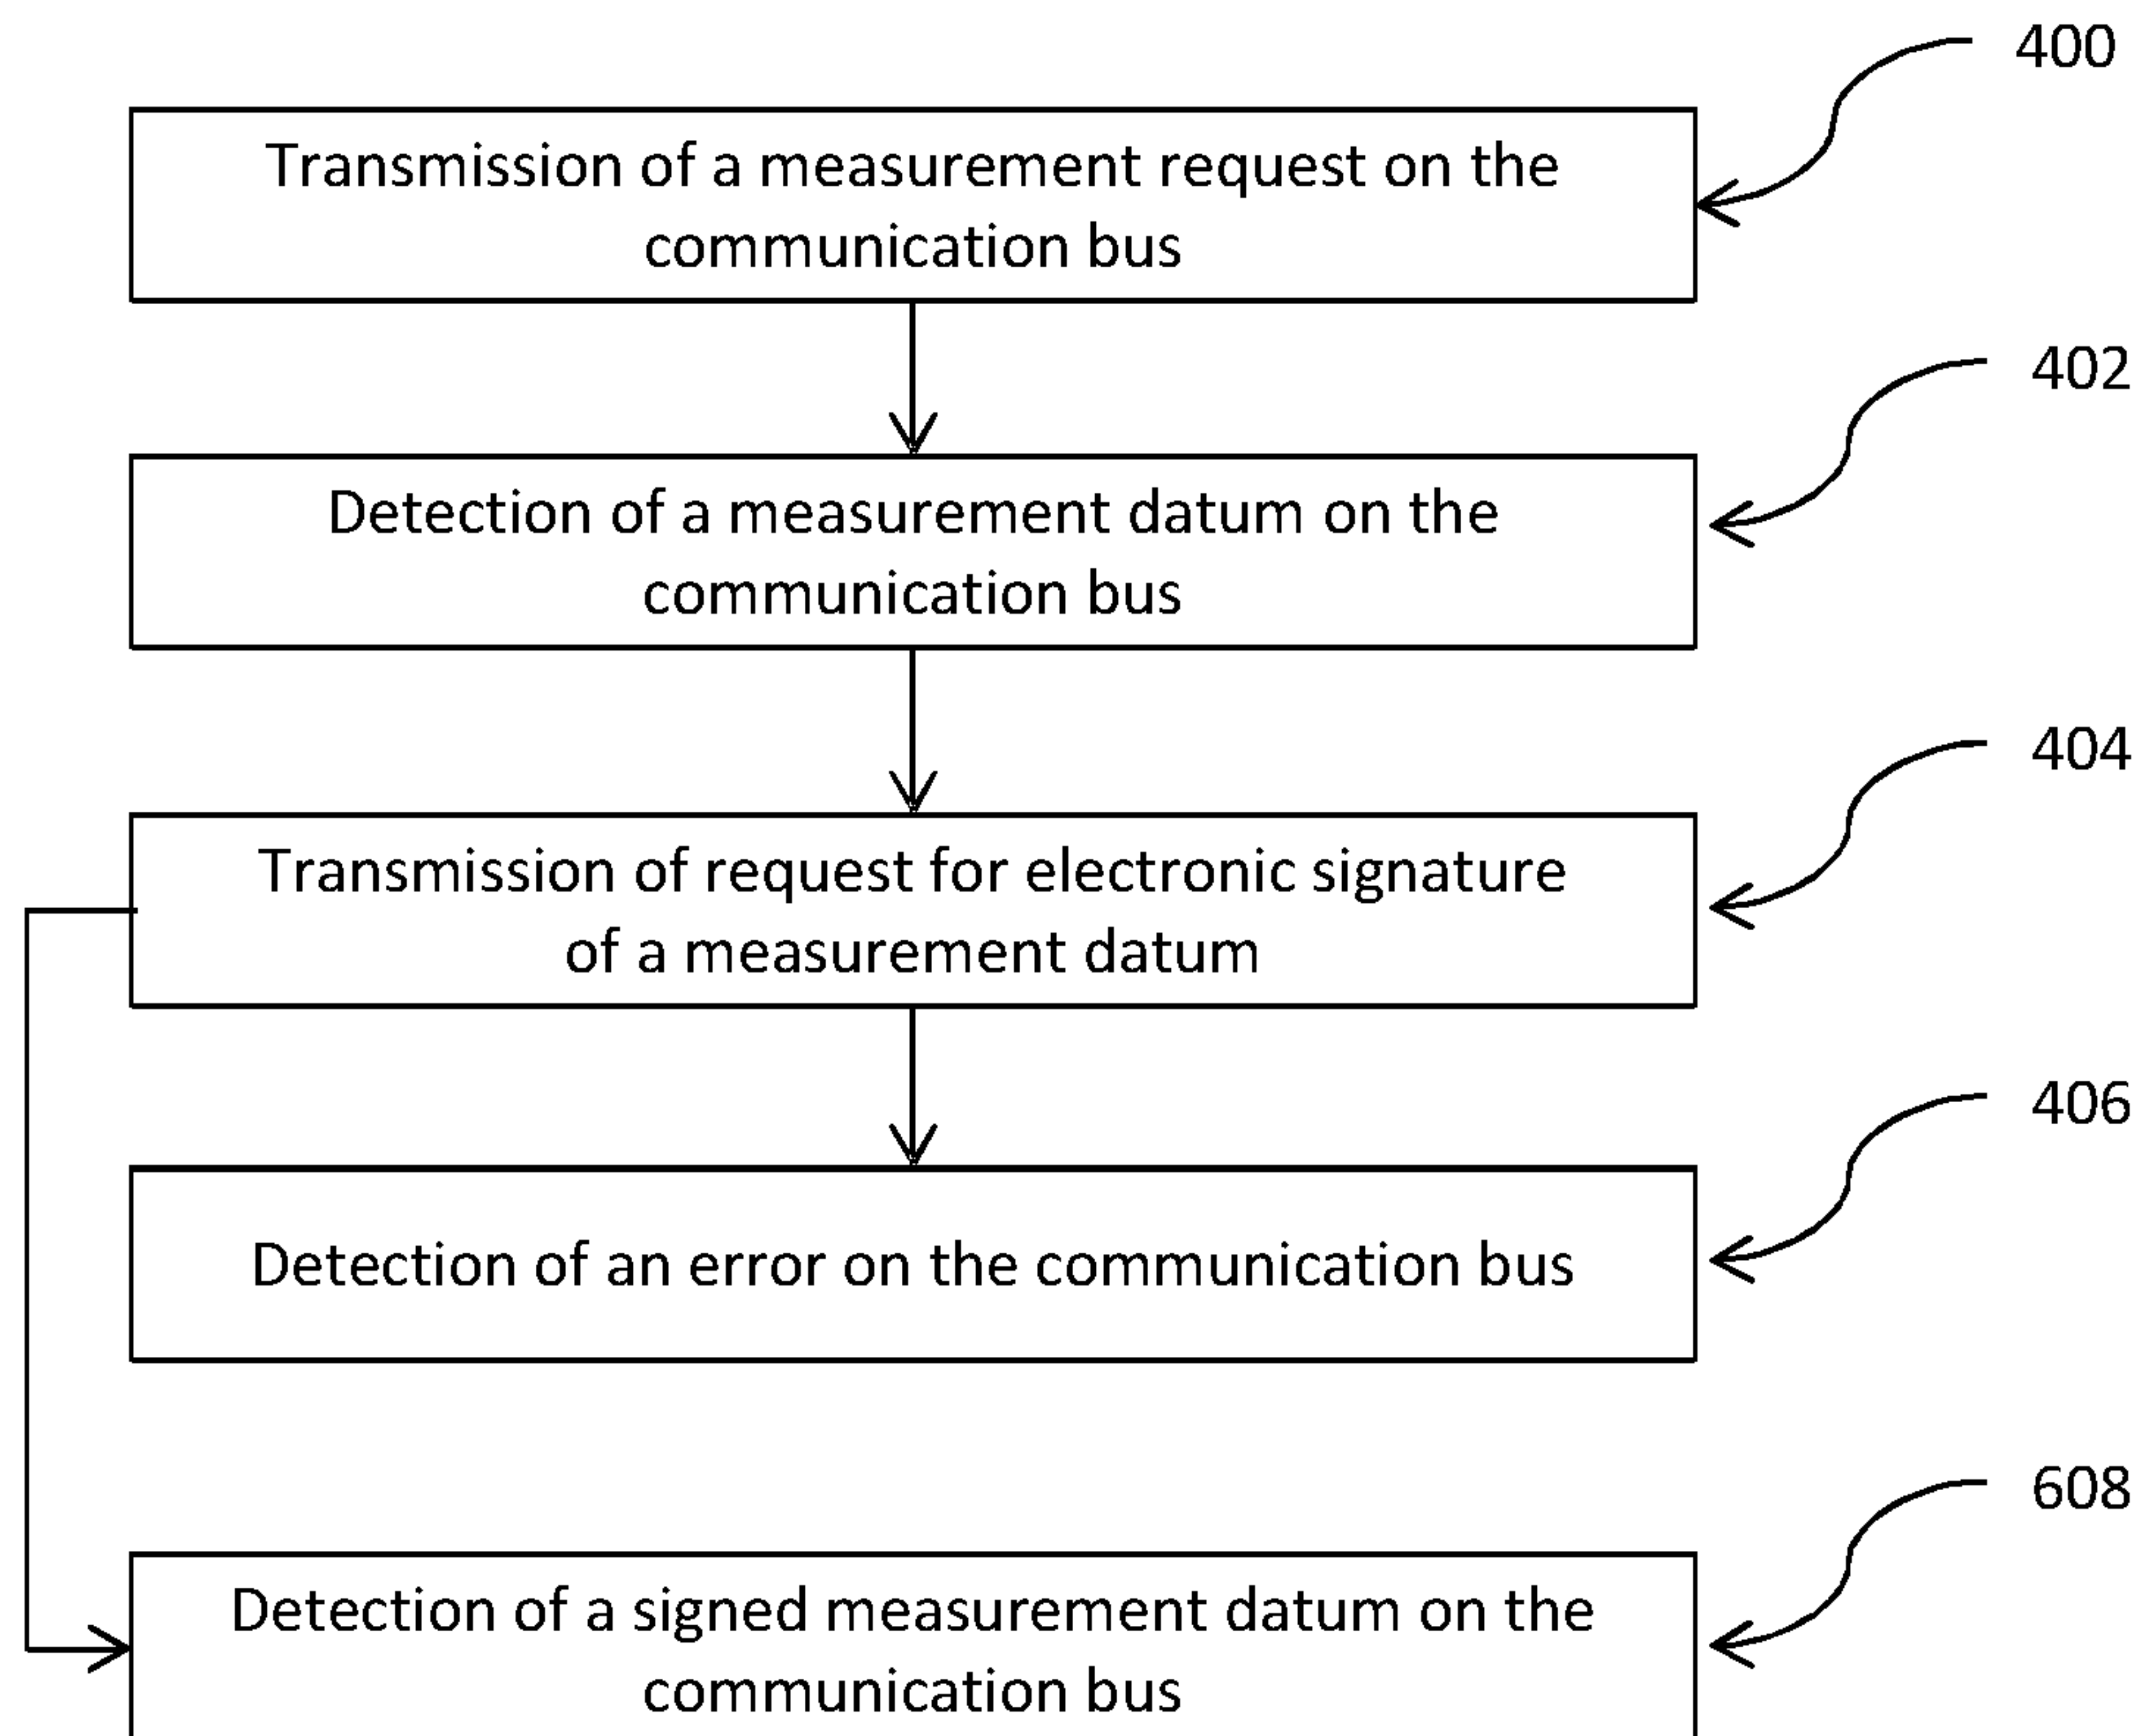 400
Transmission of a measurement request on the
communication bus
402
Detection of a measurement datum on the
communication bus
404
Transmission of request for electronic signature
of a measurement datum
406
Detection of an error on the communication bus
608
Detection of a signed measurement datum on the
communication bus